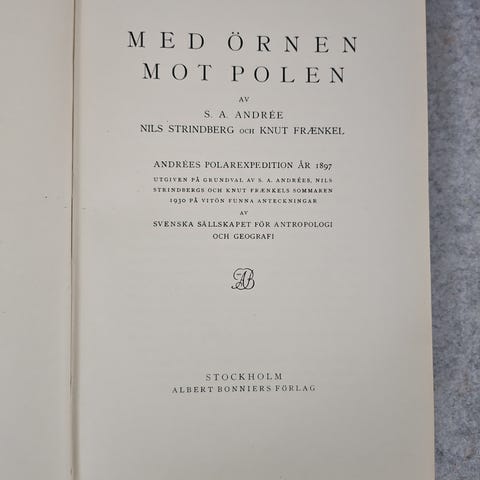 MED ÖRNEN
MOT POLEN
AV
S. A. ANDRÉE
NILS STRINDBERG OCH KNUT FRÆNKEL
ANDRÉES POLAREXPEDITION ÅR 1897
UTGIVEN PÅ GRUNDVAL AV S. A. ANDRÉES, NILS
STRINDBERGS OCH KNUT FRÆNKELS SOMMAREN
1930 PÅ VITÖN FUNNA ANTECKNINGAR
AV
SVENSKA SÄLLSKAPET FÖR ANTROPOLOGI
OCH GEOGRAFI
AB
STOCKHOLM
ALBERT BONNIERS FÖRLAG